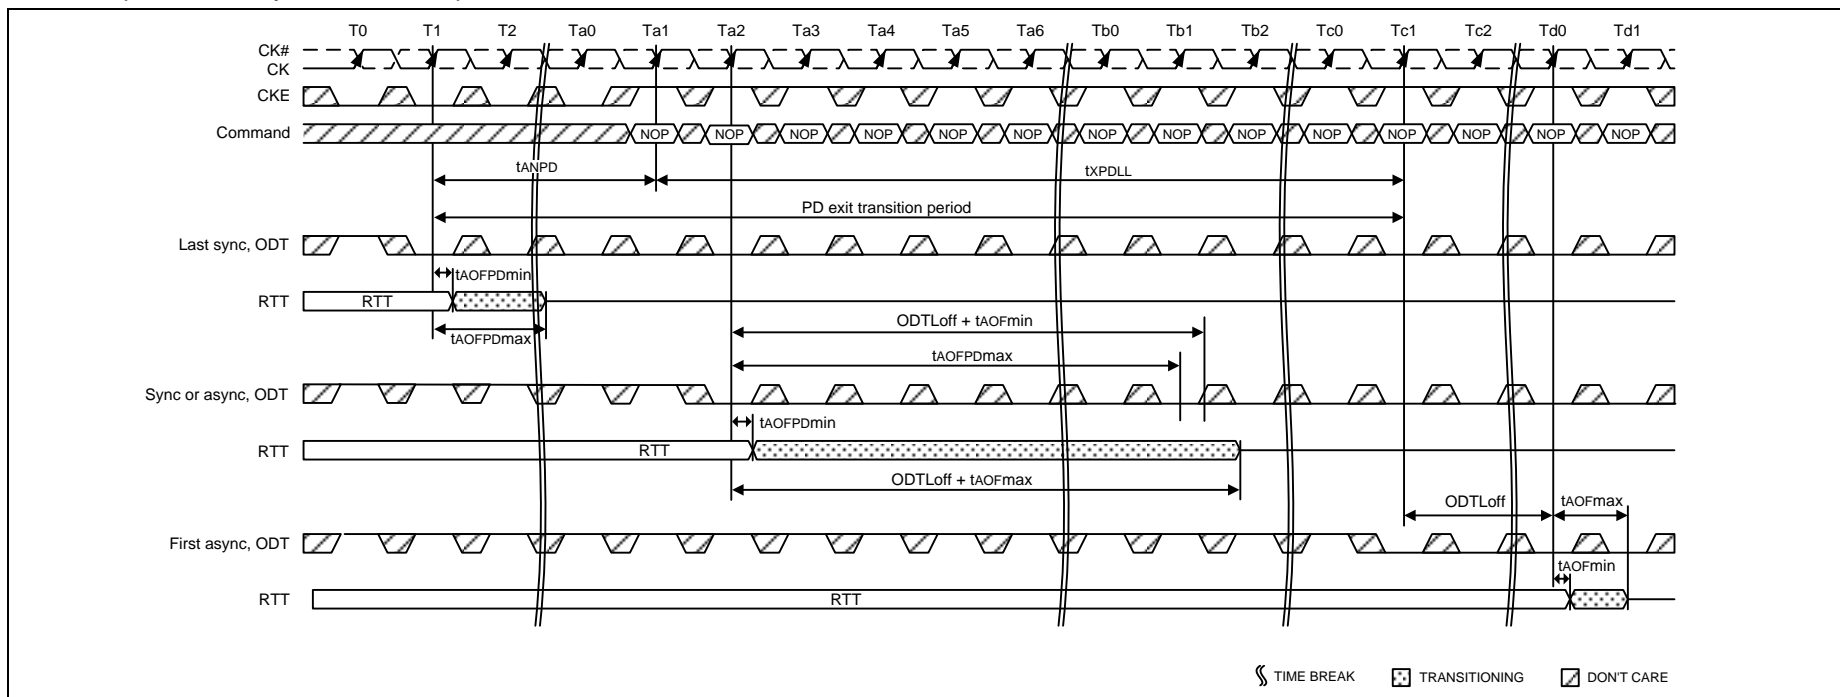 T0 T1 T2 Ta0 Ta1 Ta2 Ta3 Ta4 Ta5 Ta6 Tb0 Tb1 Tb2 Tc0 Tc1 Tc2 Td0 Td1
CK#
CK
CKE
Command NOP NOP NOP NOP NOP NOP NOP NOP NOP NOP NOP NOP NOP NOP
tANPD tXPDLL
PD exit transition period
Last sync, ODT
tAOFPDmin
RTT RTT
tAOFPDmax
ODTLoff + tAOFmin
tAOFPDmax
Sync or async, ODT
tAOFPDmin
RTT RTT
ODTLoff + tAOFmax
ODTLoff tAOFmax
First async, ODT
tAOFmin
RTT RTT
TIME BREAK TRANSITIONING DON'T CARE